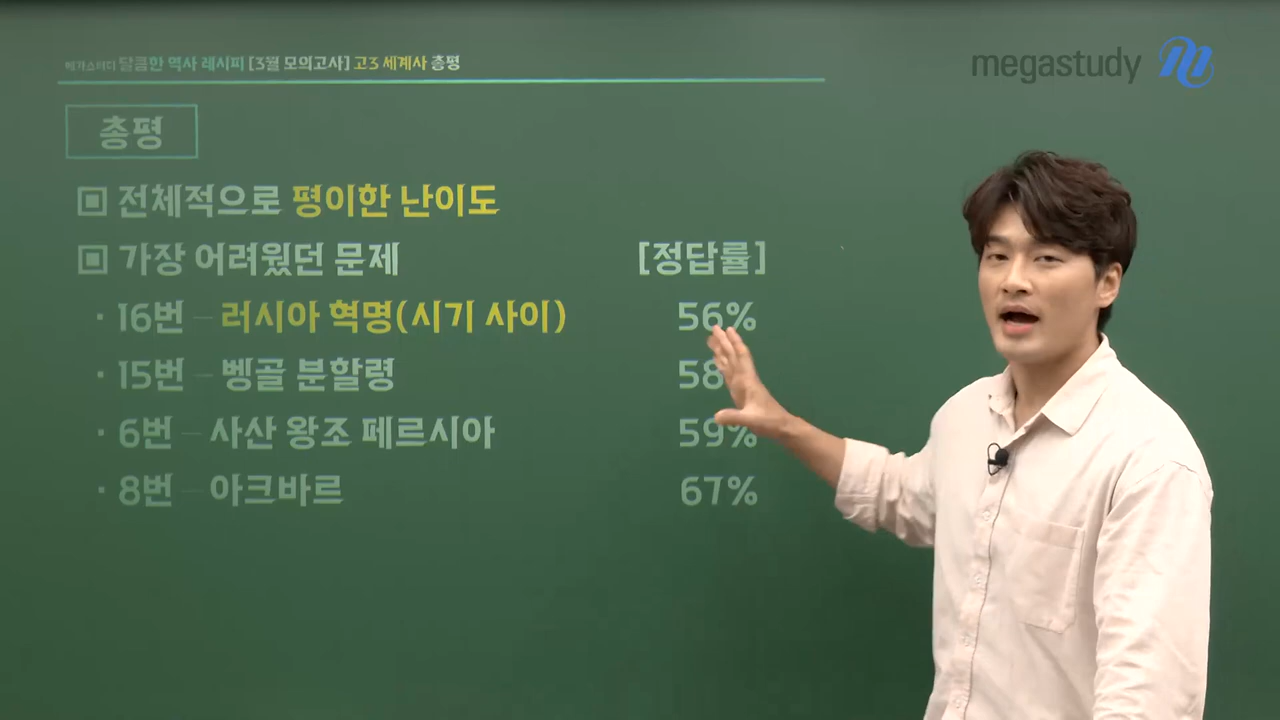 메가스터디 달콤한 역사 레시피 [3월 모의고사] 고3 세계사 총평
megastudy
총평
▣ 전체적으로 평이한 난이도
▣ 가장 어려웠던 문제 [정답률]
· 16번 – 러시아 혁명(시기 사이) 56%
· 15번 – 벵골 분할령 58
· 6번 – 사산 왕조 페르시아 59%
· 8번 – 아크바르 67%